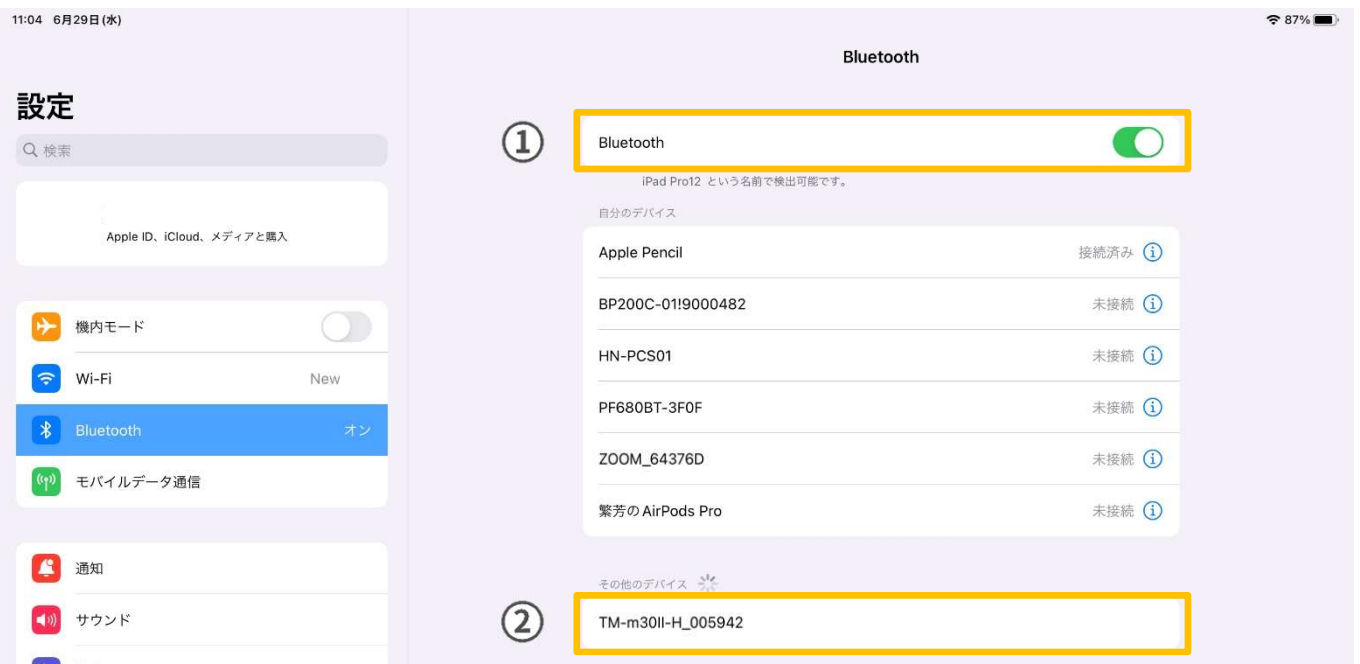 11:04 6月29日(水)
87%
設定
検索
Apple ID、iCloud、メディアと購入
機内モード
Wi-Fi New
Bluetooth オン
モバイルデータ通信
通知
サウンド
Bluetooth
①
Bluetooth
iPad Pro12 という名前で検出可能です。
自分のデバイス
Apple Pencil 接続済み
BP200C-01!9000482 未接続
HN-PCS01 未接続
PF680BT-3F0F 未接続
ZOOM_64376D 未接続
繁芳の AirPods Pro 未接続
その他のデバイス
②
TM-m30II-H_005942